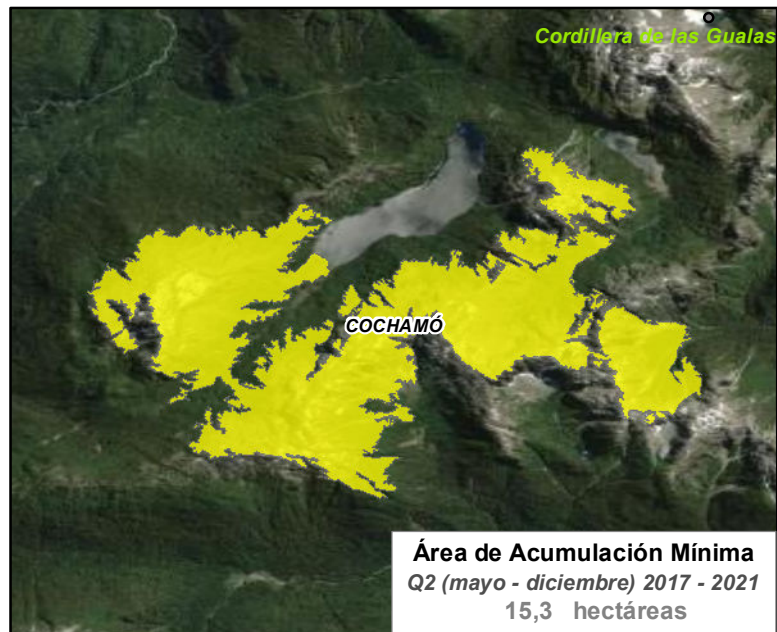 Cordillera de las Gualas
COCHAMÓ
Área de Acumulación Mínima
Q2 (mayo - diciembre) 2017 - 2021
15,3 hectáreas